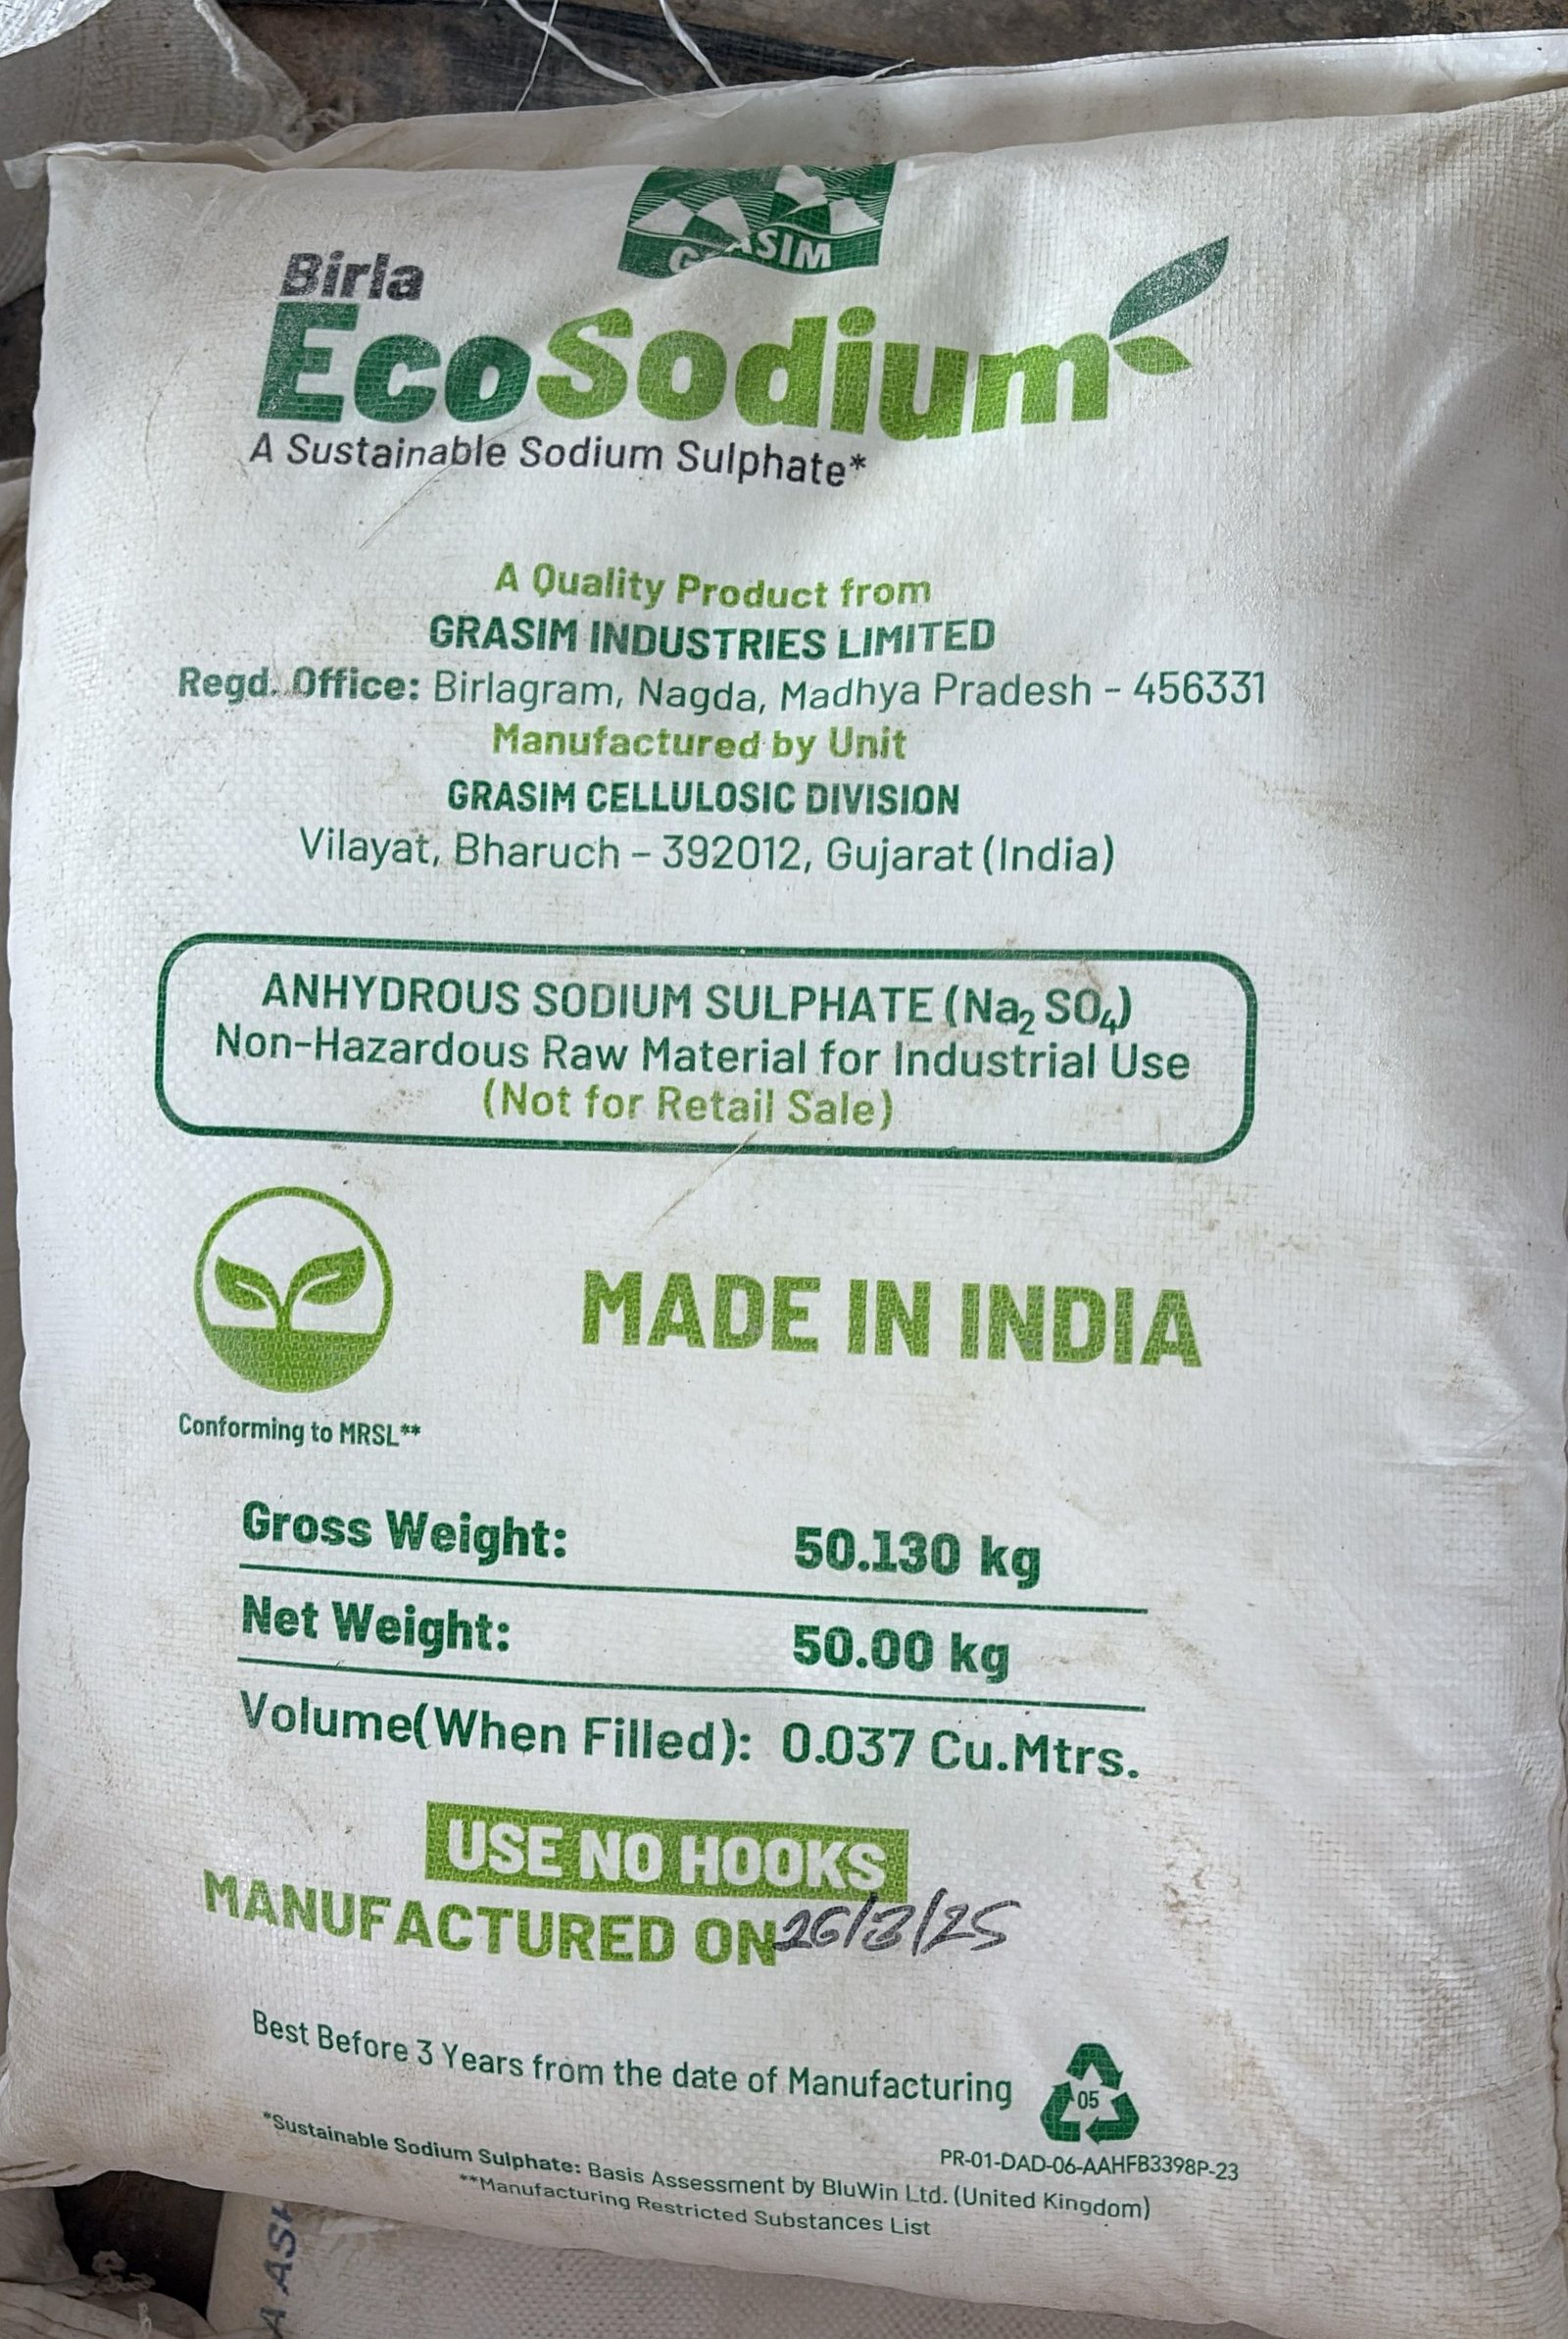 GRASIM
Birla
EcoSodium
A Sustainable Sodium Sulphate*
A Quality Product from
GRASIM INDUSTRIES LIMITED
Regd. Office: Birlagram, Nagda, Madhya Pradesh - 456331
Manufactured by Unit
GRASIM CELLULOSIC DIVISION
Vilayat, Bharuch – 392012, Gujarat (India)
ANHYDROUS SODIUM SULPHATE (Na₂ SO₄)
Non-Hazardous Raw Material for Industrial Use
(Not for Retail Sale)
MADE IN INDIA
Conforming to MRSL**
Gross Weight: 50.130 kg
Net Weight: 50.00 kg
Volume(When Filled): 0.037 Cu.Mtrs.
USE NO HOOKS
MANUFACTURED ON
Best Before 3 Years from the date of Manufacturing
05
PR-01-DAD-06-AAHFB3398P-23
*Sustainable Sodium Sulphate: Basis Assessment by BluWin Ltd. (United Kingdom)
**Manufacturing Restricted Substances List